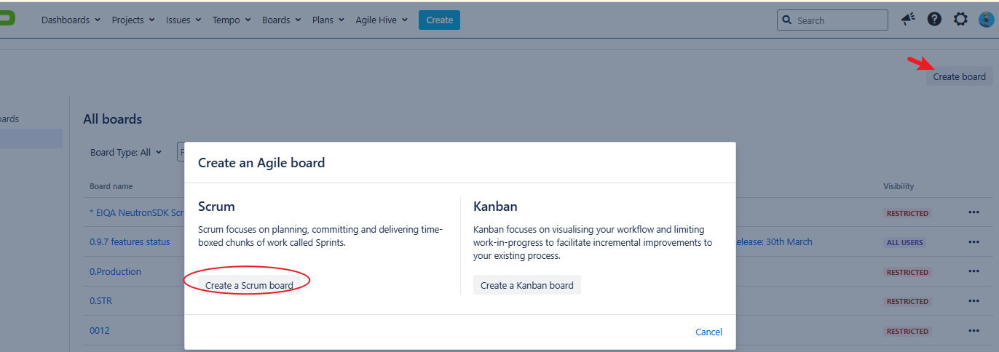 Dashboards Projects Issues Tempo Boards Plans Agile Hive Create Search
Create board
All boards
Board Type: All
Create an Agile board
Board name Visibility
Scrum Kanban
* EIQA NeutronSDK Scr RESTRICTED
Scrum focuses on planning, committing and delivering time-
boxed chunks of work called Sprints.
Kanban focuses on visualising your workflow and limiting
work-in-progress to facilitate incremental improvements to
your existing process.
0.9.7 features status elease: 30th March ALL USERS
0.Production RESTRICTED
Create a Scrum board Create a Kanban board
0.STR RESTRICTED
0012 RESTRICTED
Cancel